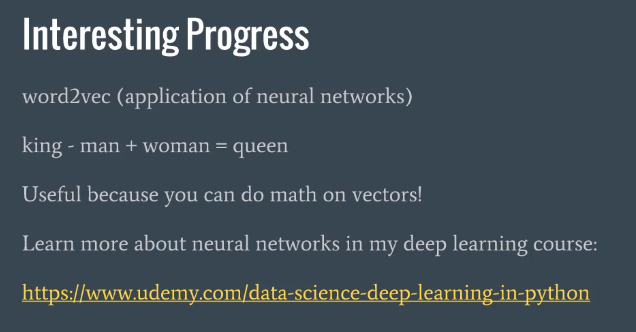 Interesting Progress
word2vec (application of neural networks)
king - man + woman = queen
Useful because you can do math on vectors!
Learn more about neural networks in my deep learning course:
https://www.udemy.com/data-science-deep-learning-in-python